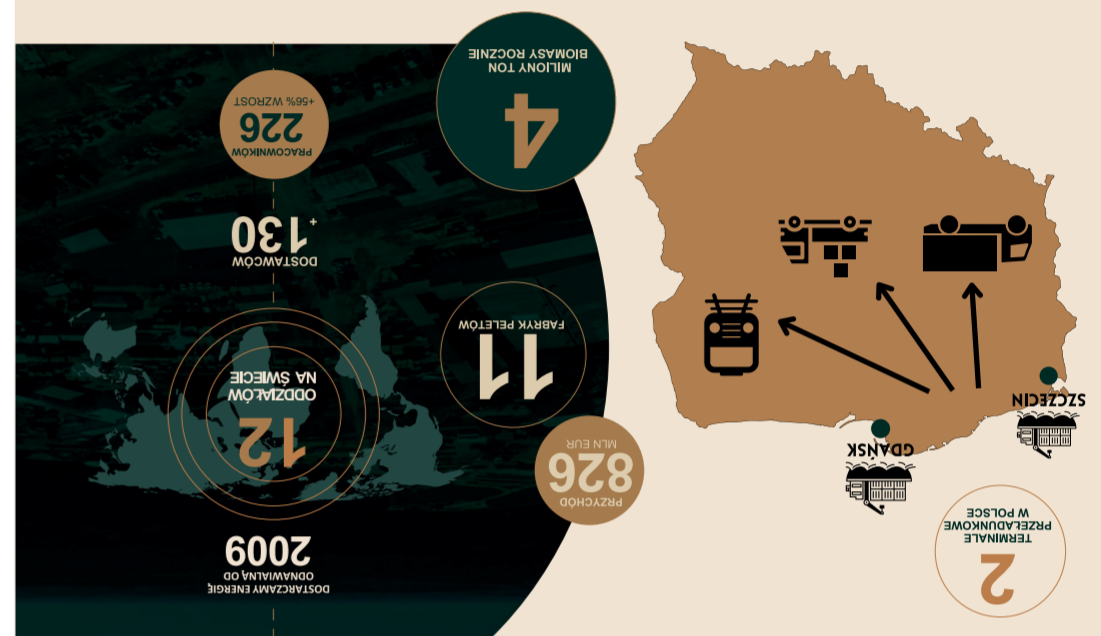 2
TERMINALE
PRZEŁADUNKOWE
W POLSCE
GDAŃSK
SZCZECIN
DOSTARCZAMY ENERGIĘ
ODNAWIALNĄ OD
2009
PRZYCHÓD
826
MLN EUR
12
ODDZIAŁÓW
NA ŚWIECIE
11
FABRYK PELETÓW
DOSTAWCÓW
+130
PRACOWNIKÓW
226
+56% WZROST
4
MILIONY TON
BIOMASY ROCZNIE